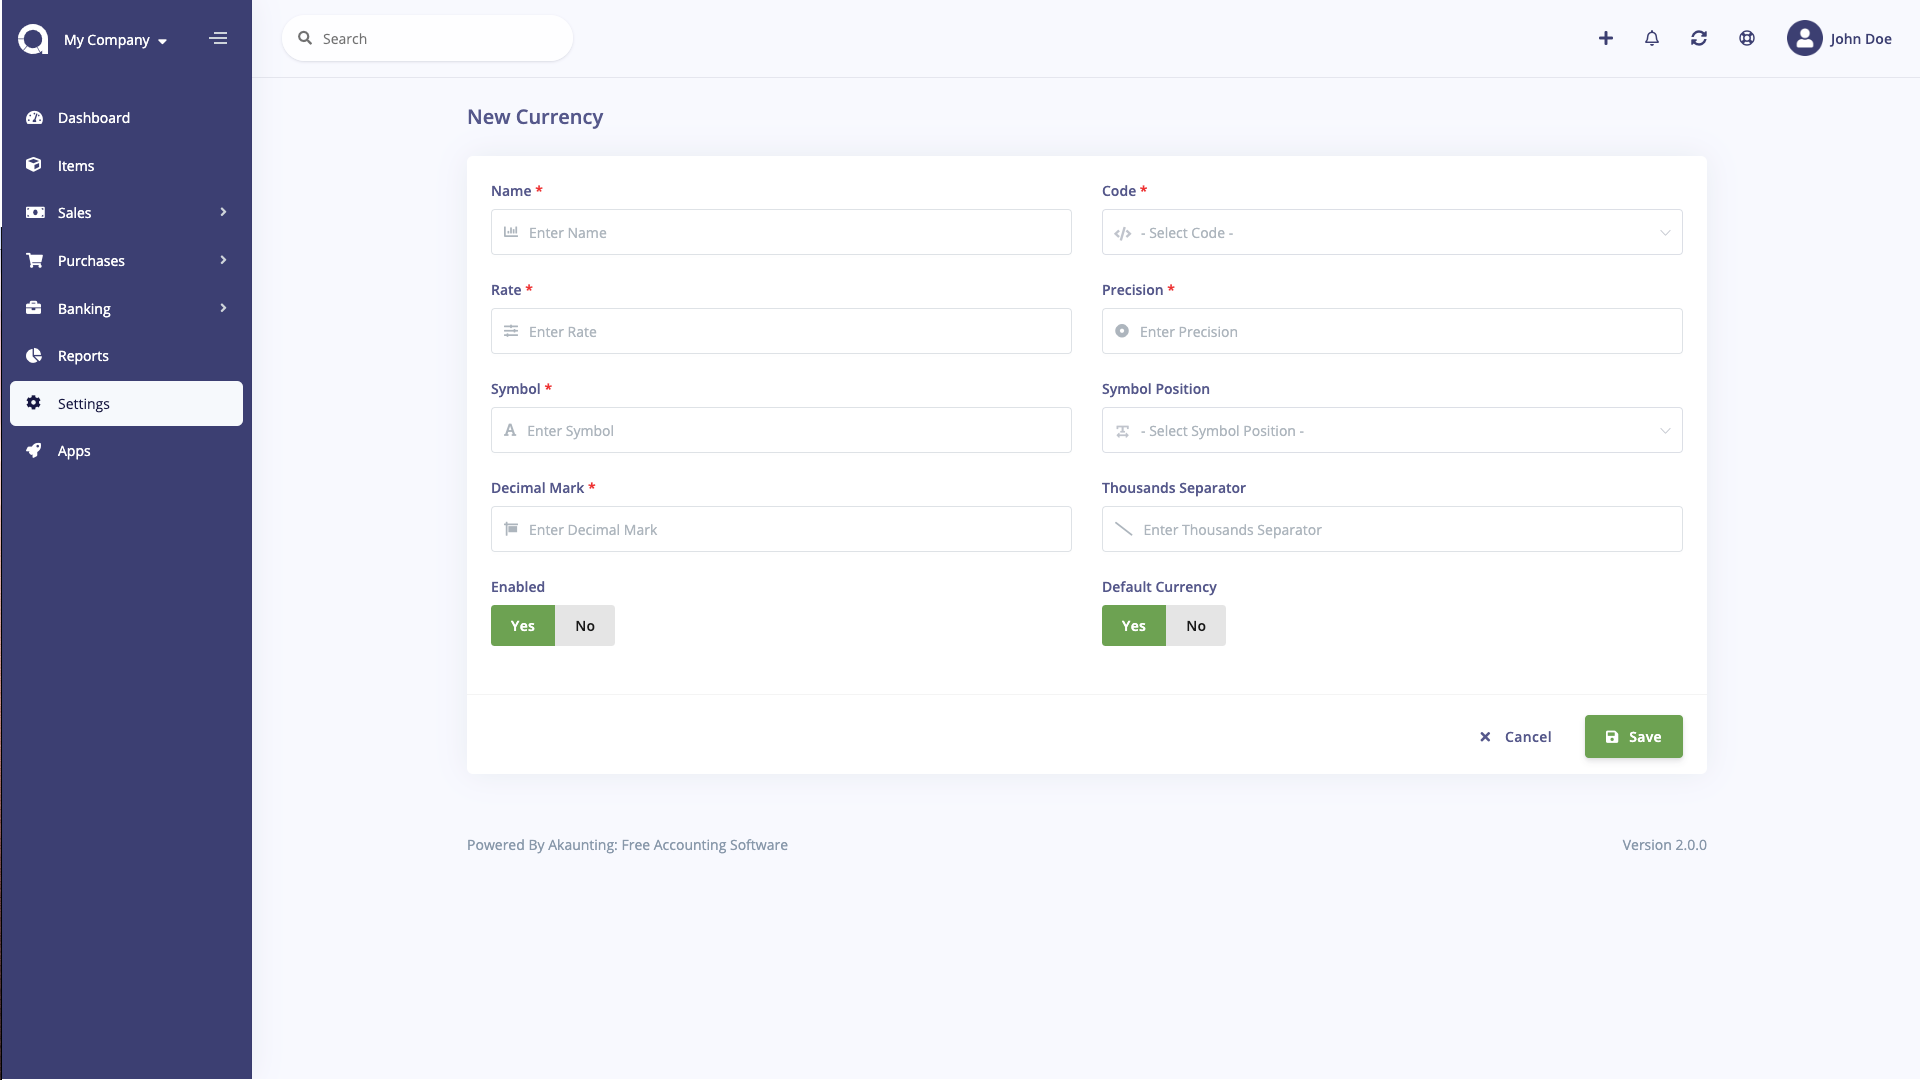 My Company
Search
John Doe
Dashboard
Items
Sales
Purchases
Banking
Reports
Settings
Apps
New Currency
Name *
Enter Name
Code *
- Select Code -
Rate *
Enter Rate
Precision *
Enter Precision
Symbol *
Enter Symbol
Symbol Position
- Select Symbol Position -
Decimal Mark *
Enter Decimal Mark
Thousands Separator
Enter Thousands Separator
Enabled
Yes No
Default Currency
Yes No
Cancel
Save
Powered By Akaunting: Free Accounting Software
Version 2.0.0